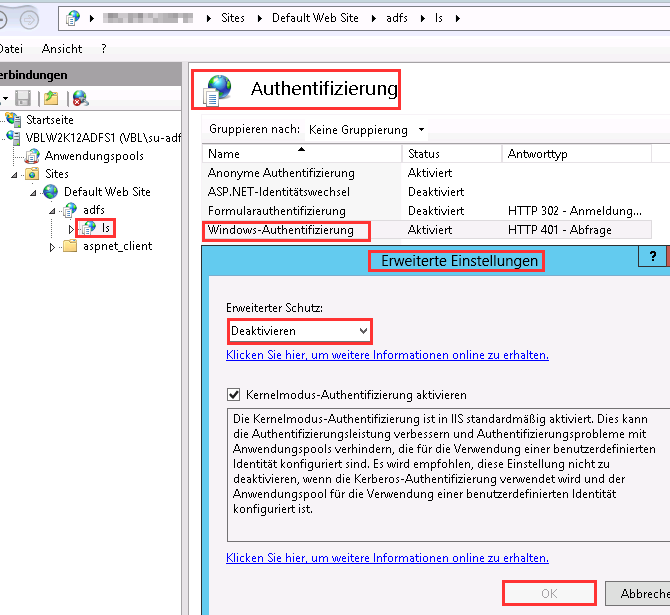 Sites Default Web Site adfs ls
Datei Ansicht ?
erbindungen
Authentifizierung
Gruppieren nach: Keine Gruppierung
Startseite
VBLW2K12ADFS1 (VBL\su-adf
Anwendungspools
Sites
Default Web Site
adfs
ls
aspnet_client
Name Status Antworttyp
Anonyme Authentifizierung Aktiviert
ASP.NET-Identitätswechsel Deaktiviert
Formularauthentifizierung Deaktiviert HTTP 302 - Anmeldung...
Windows-Authentifizierung Aktiviert HTTP 401 - Abfrage
Erweiterte Einstellungen ?
Erweiterter Schutz:
Deaktivieren
Klicken Sie hier, um weitere Informationen online zu erhalten.
Kernelmodus-Authentifizierung aktivieren
Die Kernelmodus-Authentifizierung ist in IIS standardmäßig aktiviert. Dies kann
die Authentifizierungsleistung verbessern und Authentifizierungsprobleme mit
Anwendungspools verhindern, die für die Verwendung einer benutzerdefinierten
Identität konfiguriert sind. Es wird empfohlen, diese Einstellung nicht zu
deaktivieren, wenn die Kerberos-Authentifizierung verwendet wird und der
Anwendungspool für die Verwendung einer benutzerdefinierten Identität
konfiguriert ist.
Klicken Sie hier, um weitere Informationen online zu erhalten.
OK Abbreche